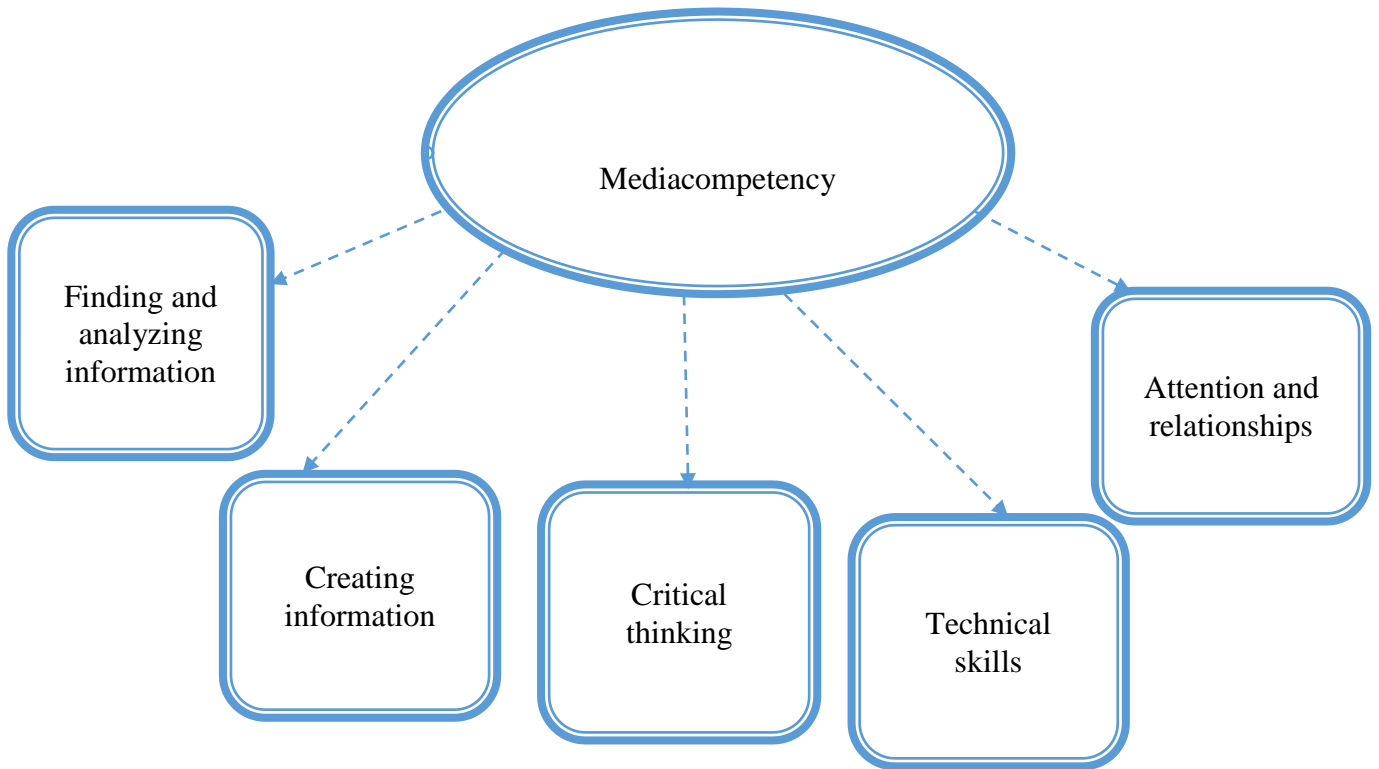 Mediacompetency
Finding and
analyzing
information
Creating
information
Critical
thinking
Technical
skills
Attention and
relationships